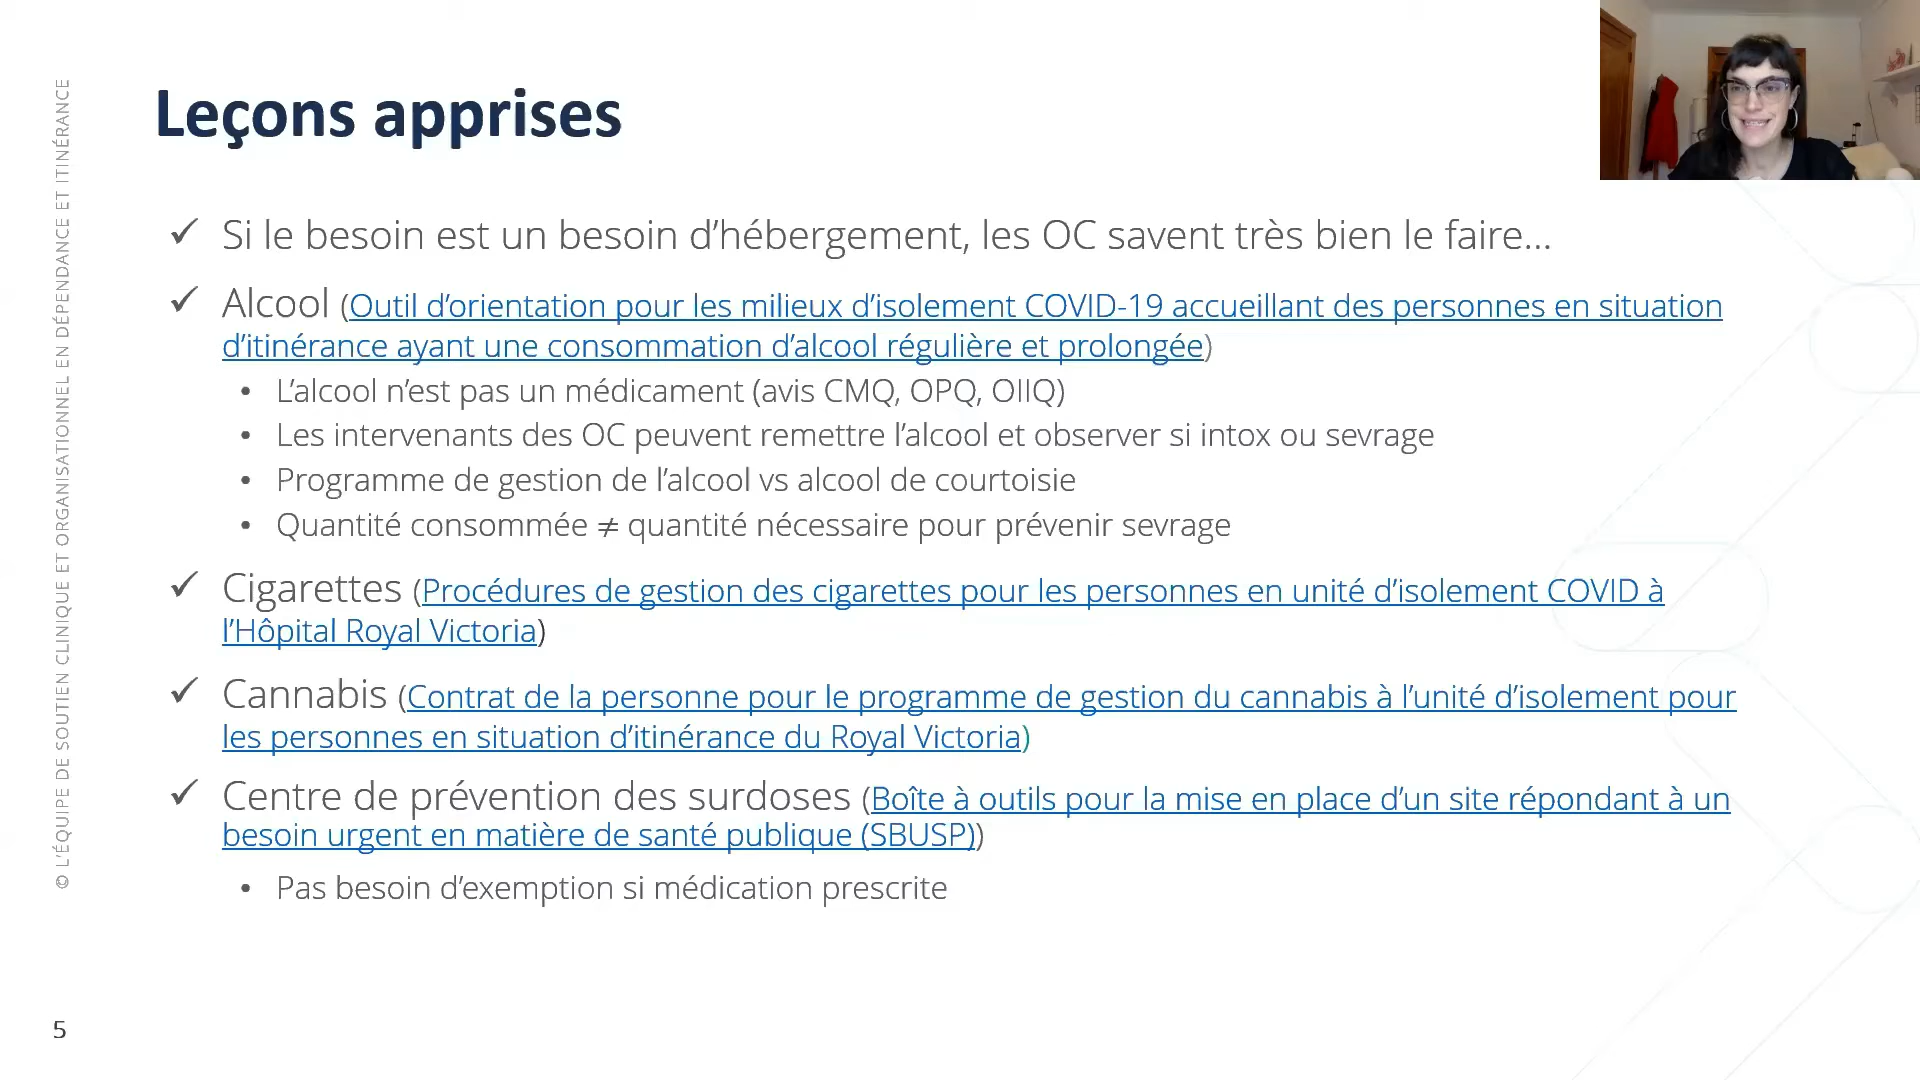 Leçons apprises
✓ Si le besoin est un besoin d’hébergement, les OC savent très bien le faire…
✓ Alcool (Outil d’orientation pour les milieux d’isolement COVID-19 accueillant des personnes en situation
d’itinérance ayant une consommation d’alcool régulière et prolongée)
• L’alcool n’est pas un médicament (avis CMQ, OPQ, OIIQ)
• Les intervenants des OC peuvent remettre l’alcool et observer si intox ou sevrage
• Programme de gestion de l’alcool vs alcool de courtoisie
• Quantité consommée ≠ quantité nécessaire pour prévenir sevrage
✓ Cigarettes (Procédures de gestion des cigarettes pour les personnes en unité d’isolement COVID à
l’Hôpital Royal Victoria)
✓ Cannabis (Contrat de la personne pour le programme de gestion du cannabis à l’unité d’isolement pour
les personnes en situation d’itinérance du Royal Victoria)
✓ Centre de prévention des surdoses (Boîte à outils pour la mise en place d’un site répondant à un
besoin urgent en matière de santé publique (SBUSP))
• Pas besoin d’exemption si médication prescrite
© L’ÉQUIPE DE SOUTIEN CLINIQUE ET ORGANISATIONNEL EN DÉPENDANCE ET ITINÉRANCE
5